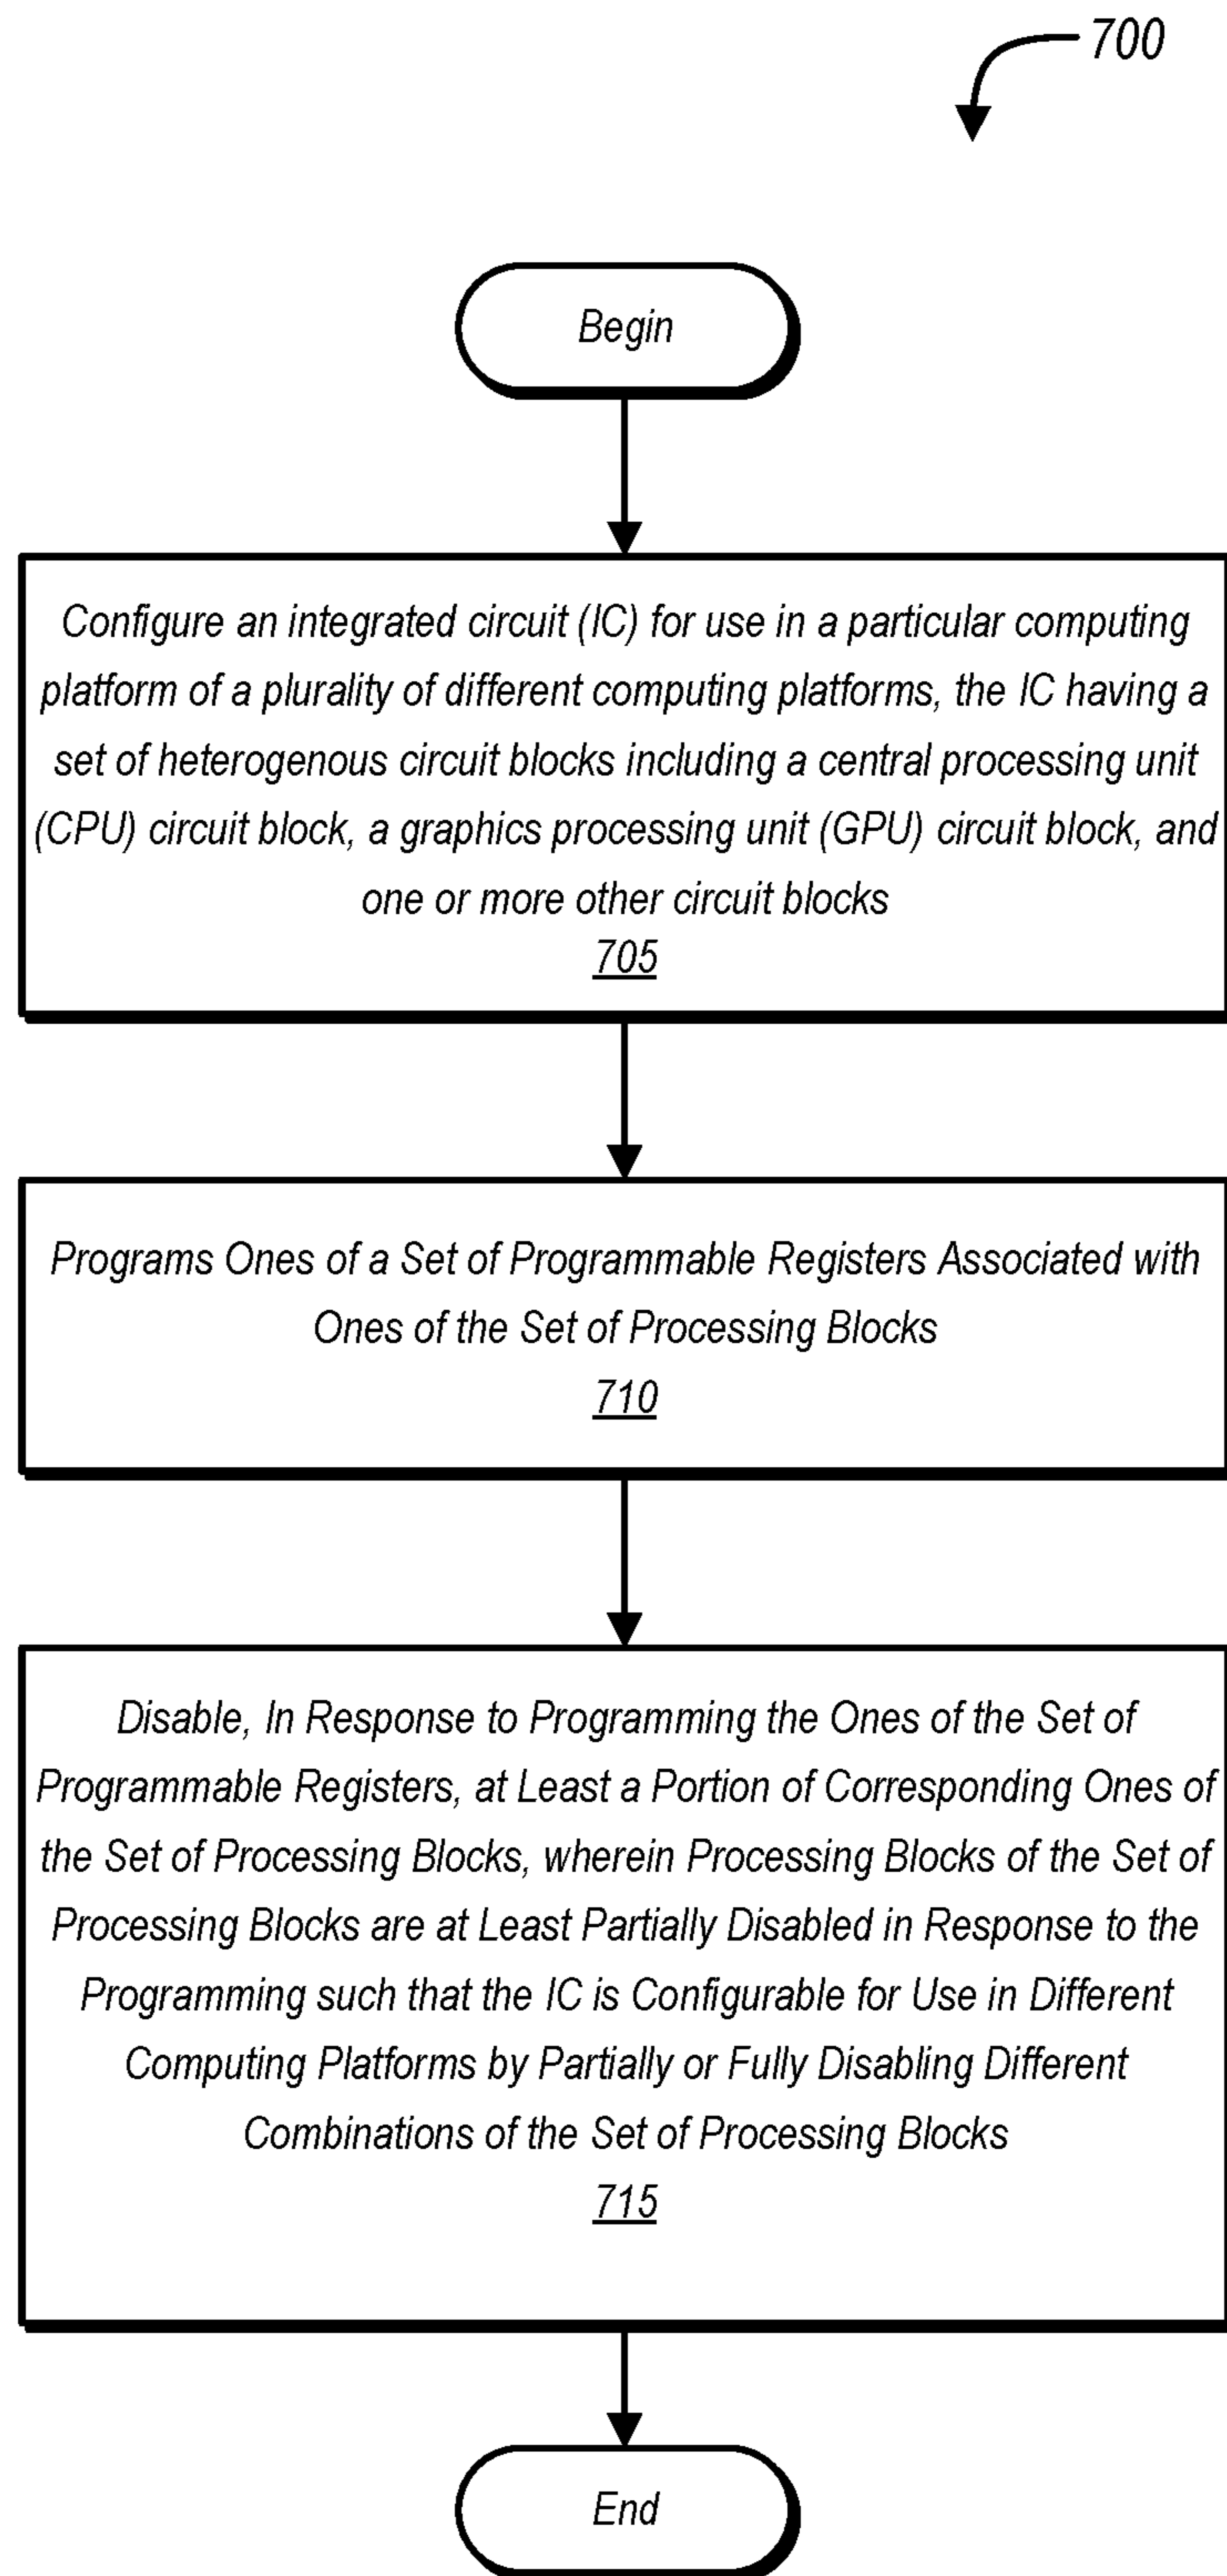 700
Begin
Configure an integrated circuit (IC) for use in a particular computing
platform of a plurality of different computing platforms, the IC having a
set of heterogenous circuit blocks including a central processing unit
(CPU) circuit block, a graphics processing unit (GPU) circuit block, and
one or more other circuit blocks
705
Programs Ones of a Set of Programmable Registers Associated with
Ones of the Set of Processing Blocks
710
Disable, In Response to Programming the Ones of the Set of
Programmable Registers, at Least a Portion of Corresponding Ones of
the Set of Processing Blocks, wherein Processing Blocks of the Set of
Processing Blocks are at Least Partially Disabled in Response to the
Programming such that the IC is Configurable for Use in Different
Computing Platforms by Partially or Fully Disabling Different
Combinations of the Set of Processing Blocks
715
End